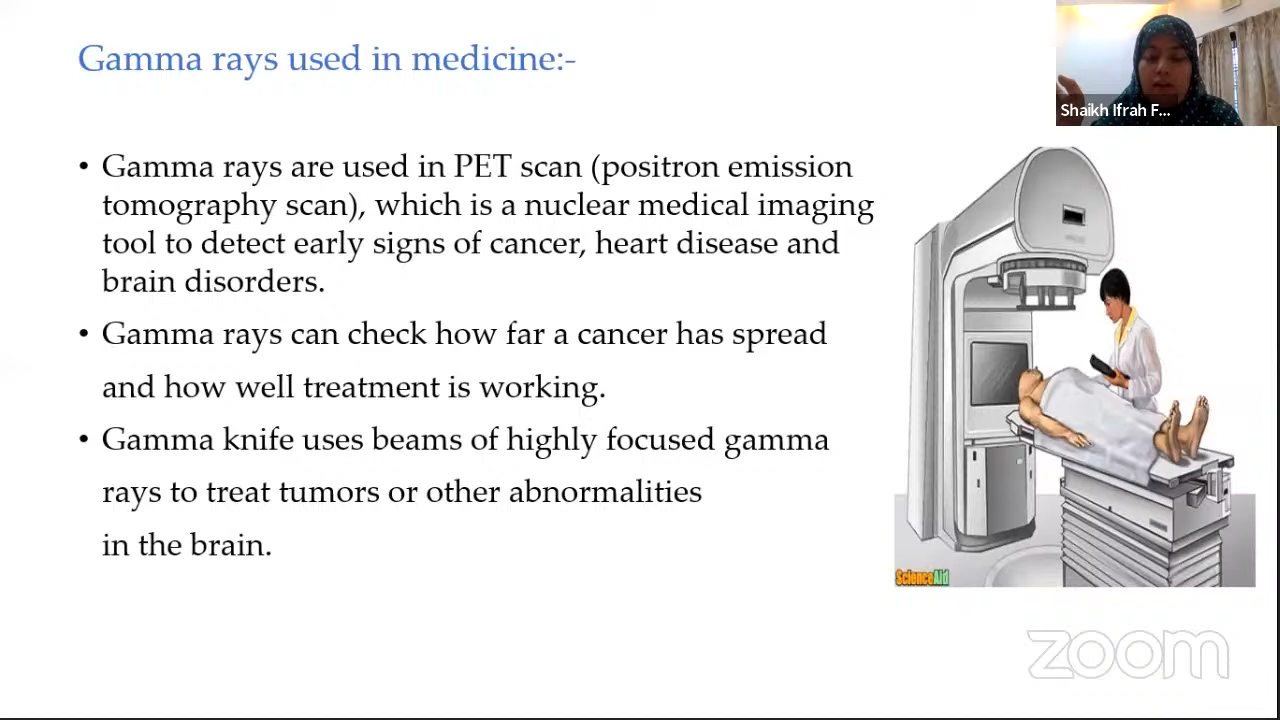 Gamma rays used in medicine:-
Shaikh Ifrah F...
• Gamma rays are used in PET scan (positron emission
tomography scan), which is a nuclear medical imaging
tool to detect early signs of cancer, heart disease and
brain disorders.
• Gamma rays can check how far a cancer has spread
and how well treatment is working.
• Gamma knife uses beams of highly focused gamma
rays to treat tumors or other abnormalities
in the brain.
ScienceAid
zoom